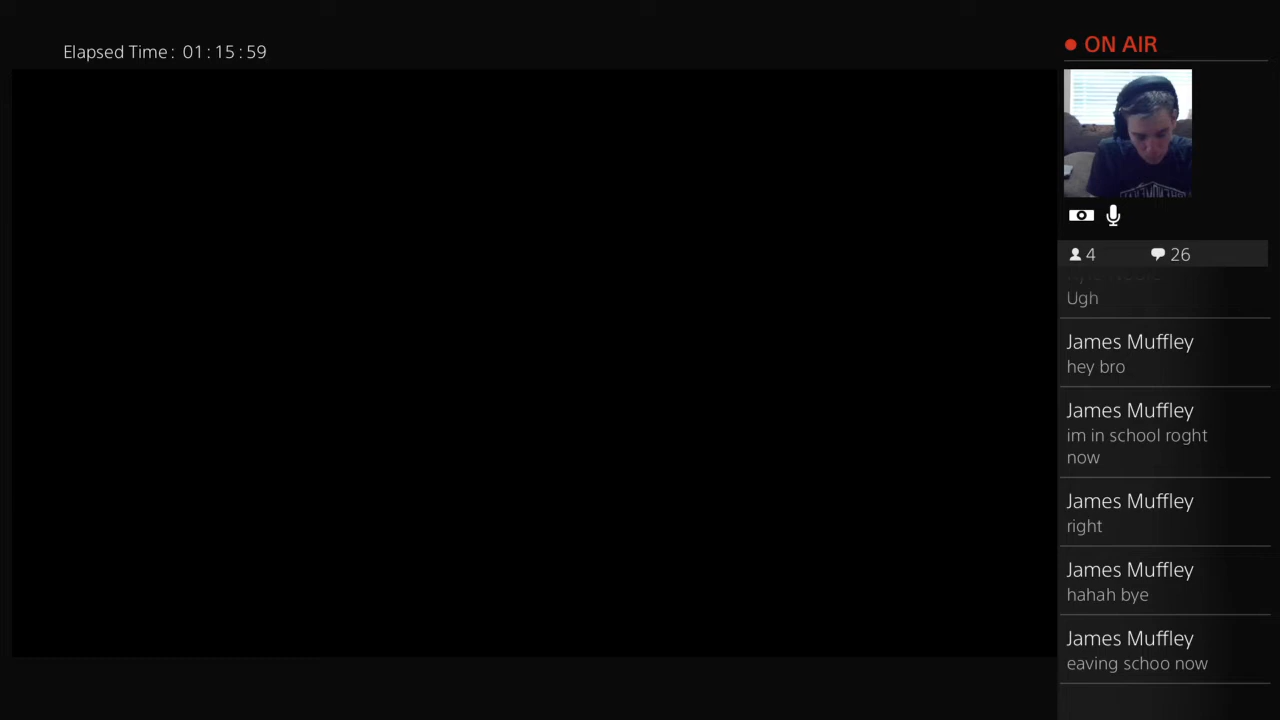 Elapsed Time: 01:15:59
ON AIR
4 26
Ugh
James Muffley
hey bro
James Muffley
im in school roght
now
James Muffley
right
James Muffley
hahah bye
James Muffley
eaving schoo now